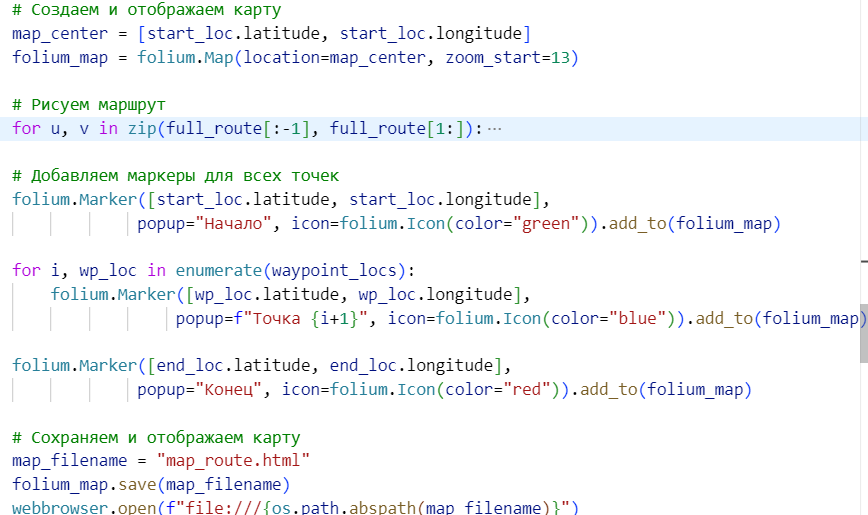 # Создаем и отображаем карту
map_center = [start_loc.latitude, start_loc.longitude]
folium_map = folium.Map(location=map_center, zoom_start=13)
# Рисуем маршрут
for u, v in zip(full_route[:-1], full_route[1:]): ···
# Добавляем маркеры для всех точек
folium.Marker([start_loc.latitude, start_loc.longitude],
popup="Начало", icon=folium.Icon(color="green")).add_to(folium_map)
for i, wp_loc in enumerate(waypoint_locs):
folium.Marker([wp_loc.latitude, wp_loc.longitude],
popup=f"Точка {i+1}", icon=folium.Icon(color="blue")).add_to(folium_map)
folium.Marker([end_loc.latitude, end_loc.longitude],
popup="Конец", icon=folium.Icon(color="red")).add_to(folium_map)
# Сохраняем и отображаем карту
map_filename = "map_route.html"
folium_map.save(map_filename)
webbrowser.open(f"file:///{os.path.abspath(map_filename)}")